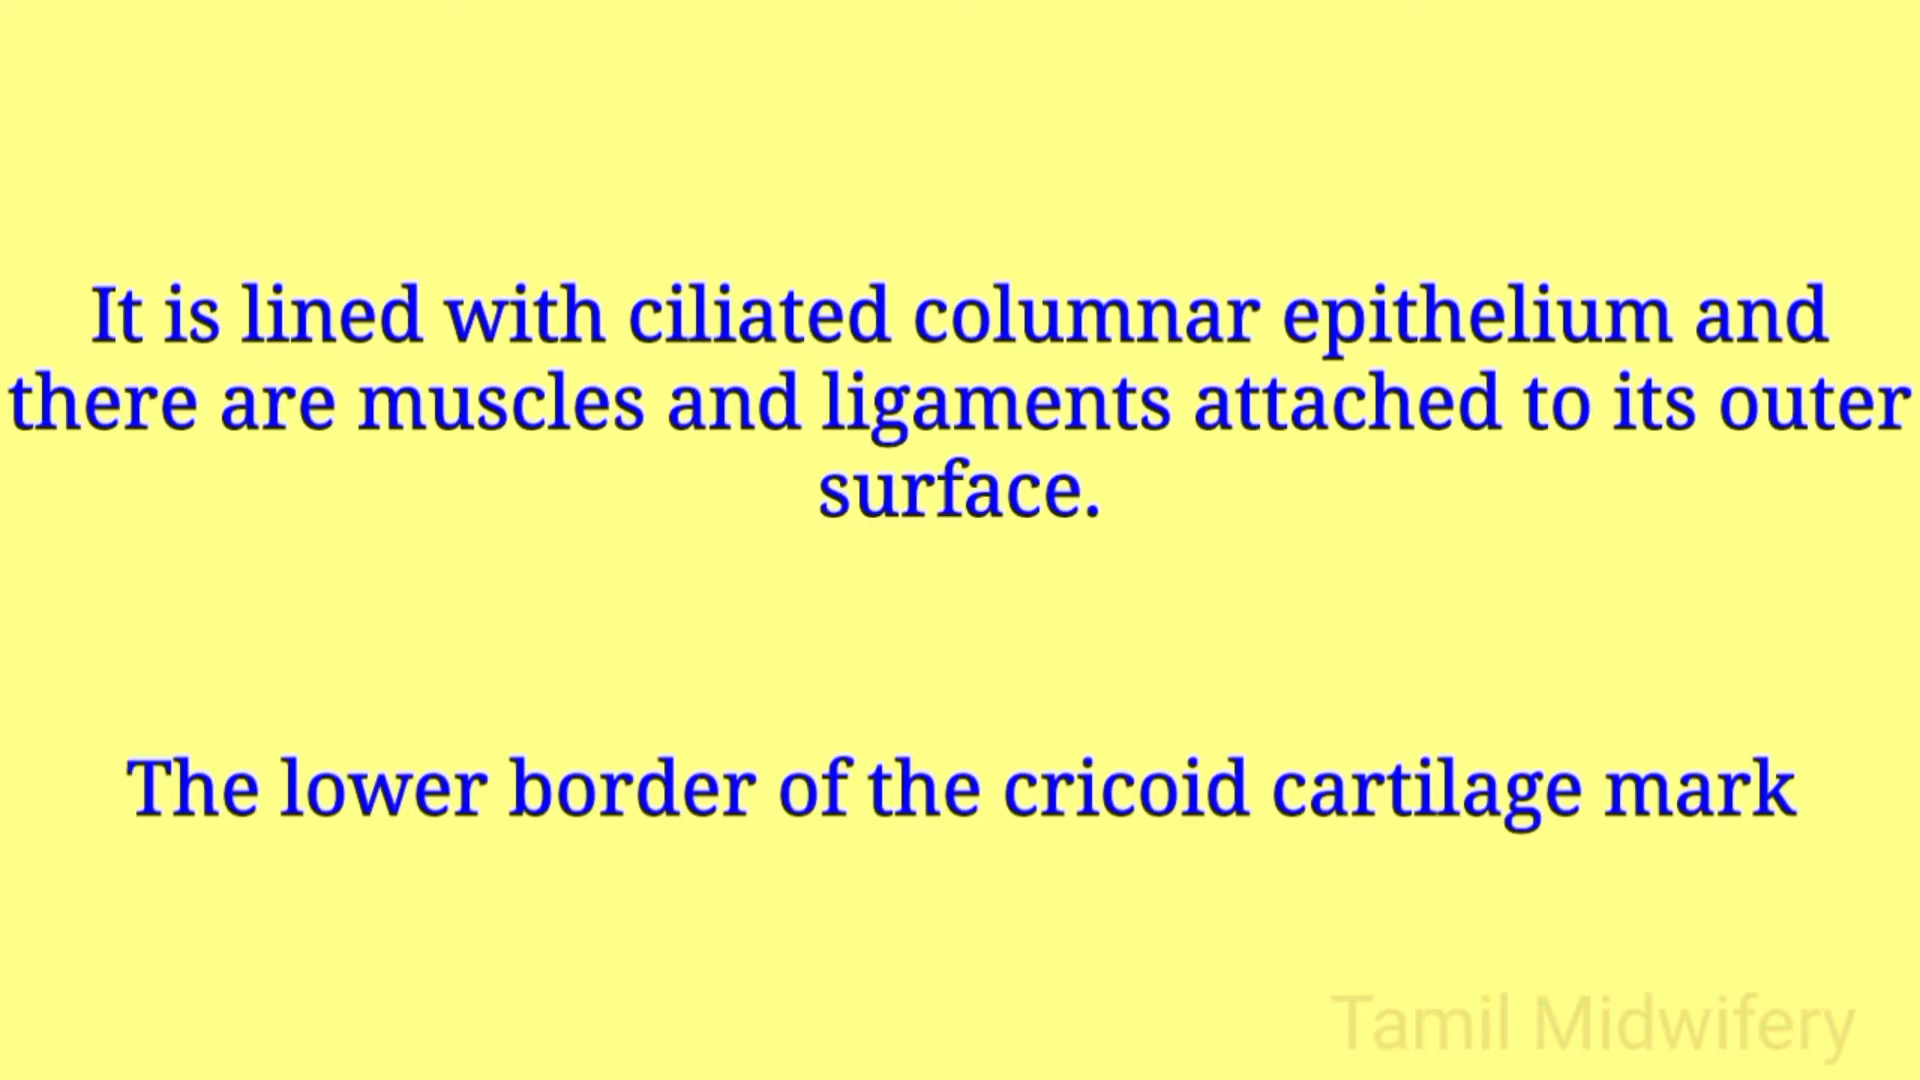 It is lined with ciliated columnar epithelium and
there are muscles and ligaments attached to its outer
surface.
The lower border of the cricoid cartilage mark
Tamil Midwifery